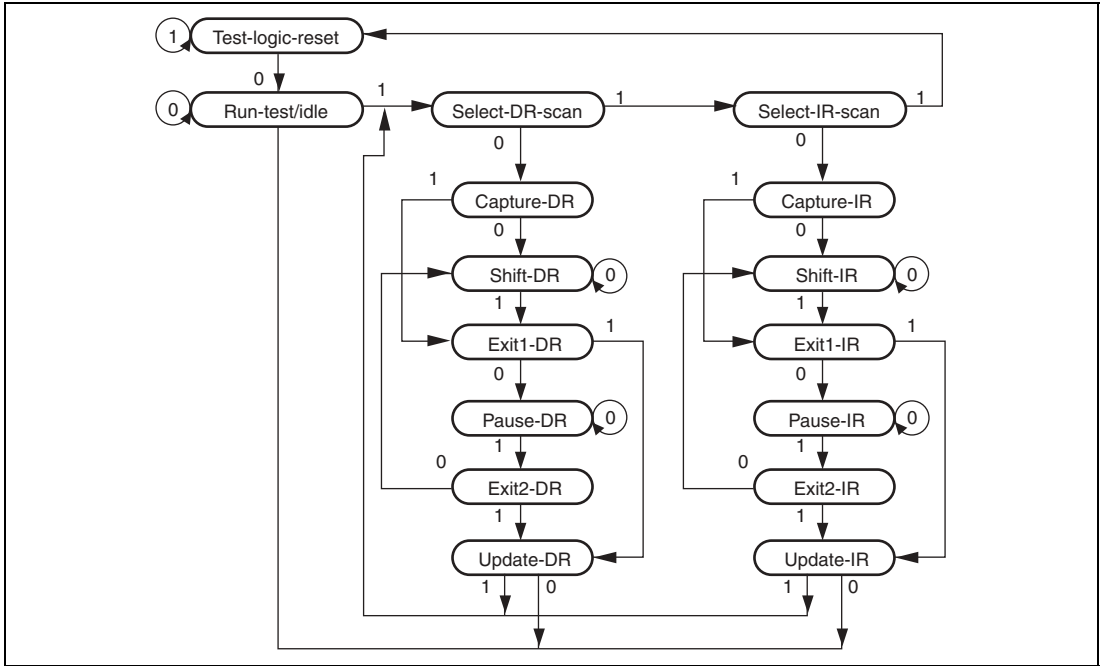 1 Test-logic-reset
0
0 Run-test/idle 1 Select-DR-scan 1 Select-IR-scan 1
0 0
1 1
Capture-DR Capture-IR
0 0
Shift-DR 0 Shift-IR 0
1 1
Exit1-DR 1 Exit1-IR 1
0 0
Pause-DR 0 Pause-IR 0
1 1
0 0
Exit2-DR Exit2-IR
1 1
Update-DR Update-IR
1 0 1 0